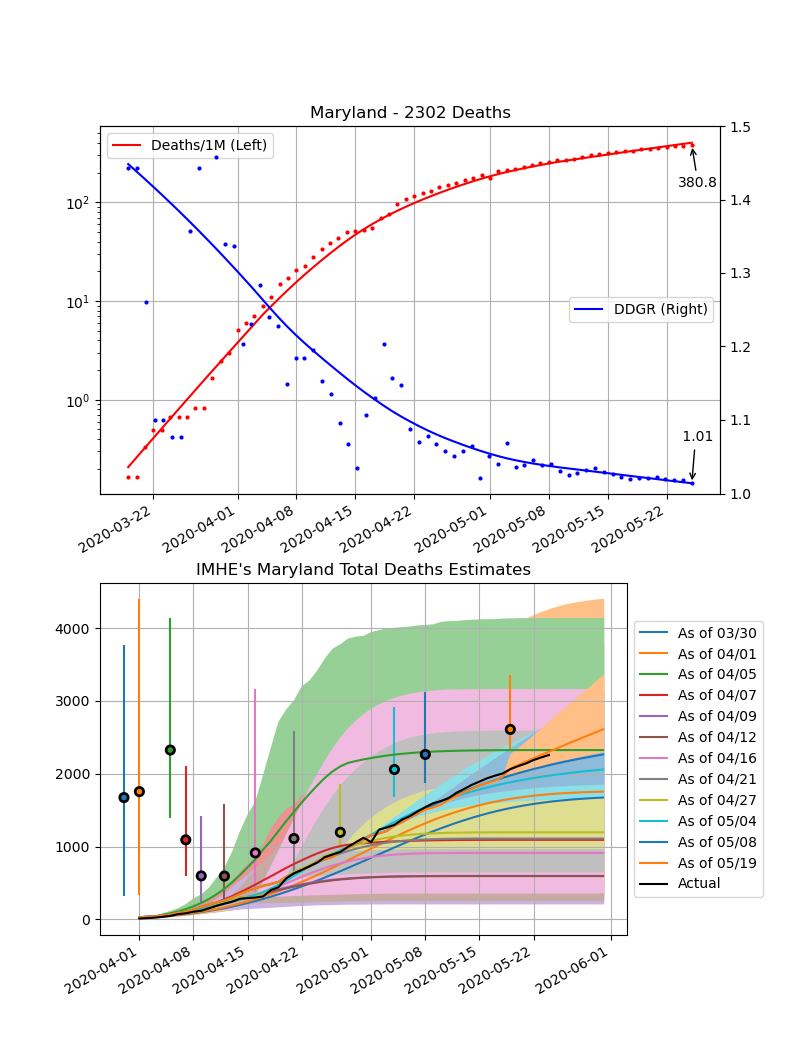 Maryland - 2302 Deaths
Deaths/1M (Left)
DDGR (Right)
380.8
1.01
10²
10¹
10⁰
1.5
1.4
1.3
1.2
1.1
1.0
2020-03-22
2020-04-01
2020-04-08
2020-04-15
2020-04-22
2020-05-01
2020-05-08
2020-05-15
2020-05-22
IMHE's Maryland Total Deaths Estimates
4000
3000
2000
1000
0
2020-04-01
2020-04-08
2020-04-15
2020-04-22
2020-05-01
2020-05-08
2020-05-15
2020-05-22
2020-06-01
As of 03/30
As of 04/01
As of 04/05
As of 04/07
As of 04/09
As of 04/12
As of 04/16
As of 04/21
As of 04/27
As of 05/04
As of 05/08
As of 05/19
Actual